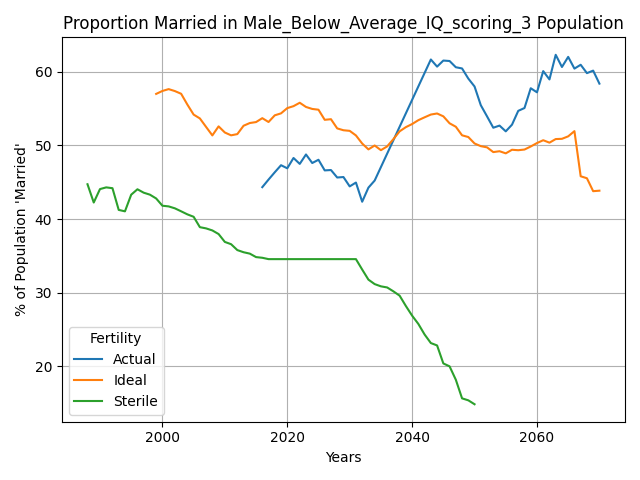 Proportion Married in Male_Below_Average_IQ_scoring_3 Population
% of Population 'Married'
60
50
40
30
20
Fertility
Actual
Ideal
Sterile
2000
2020
2040
2060
Years